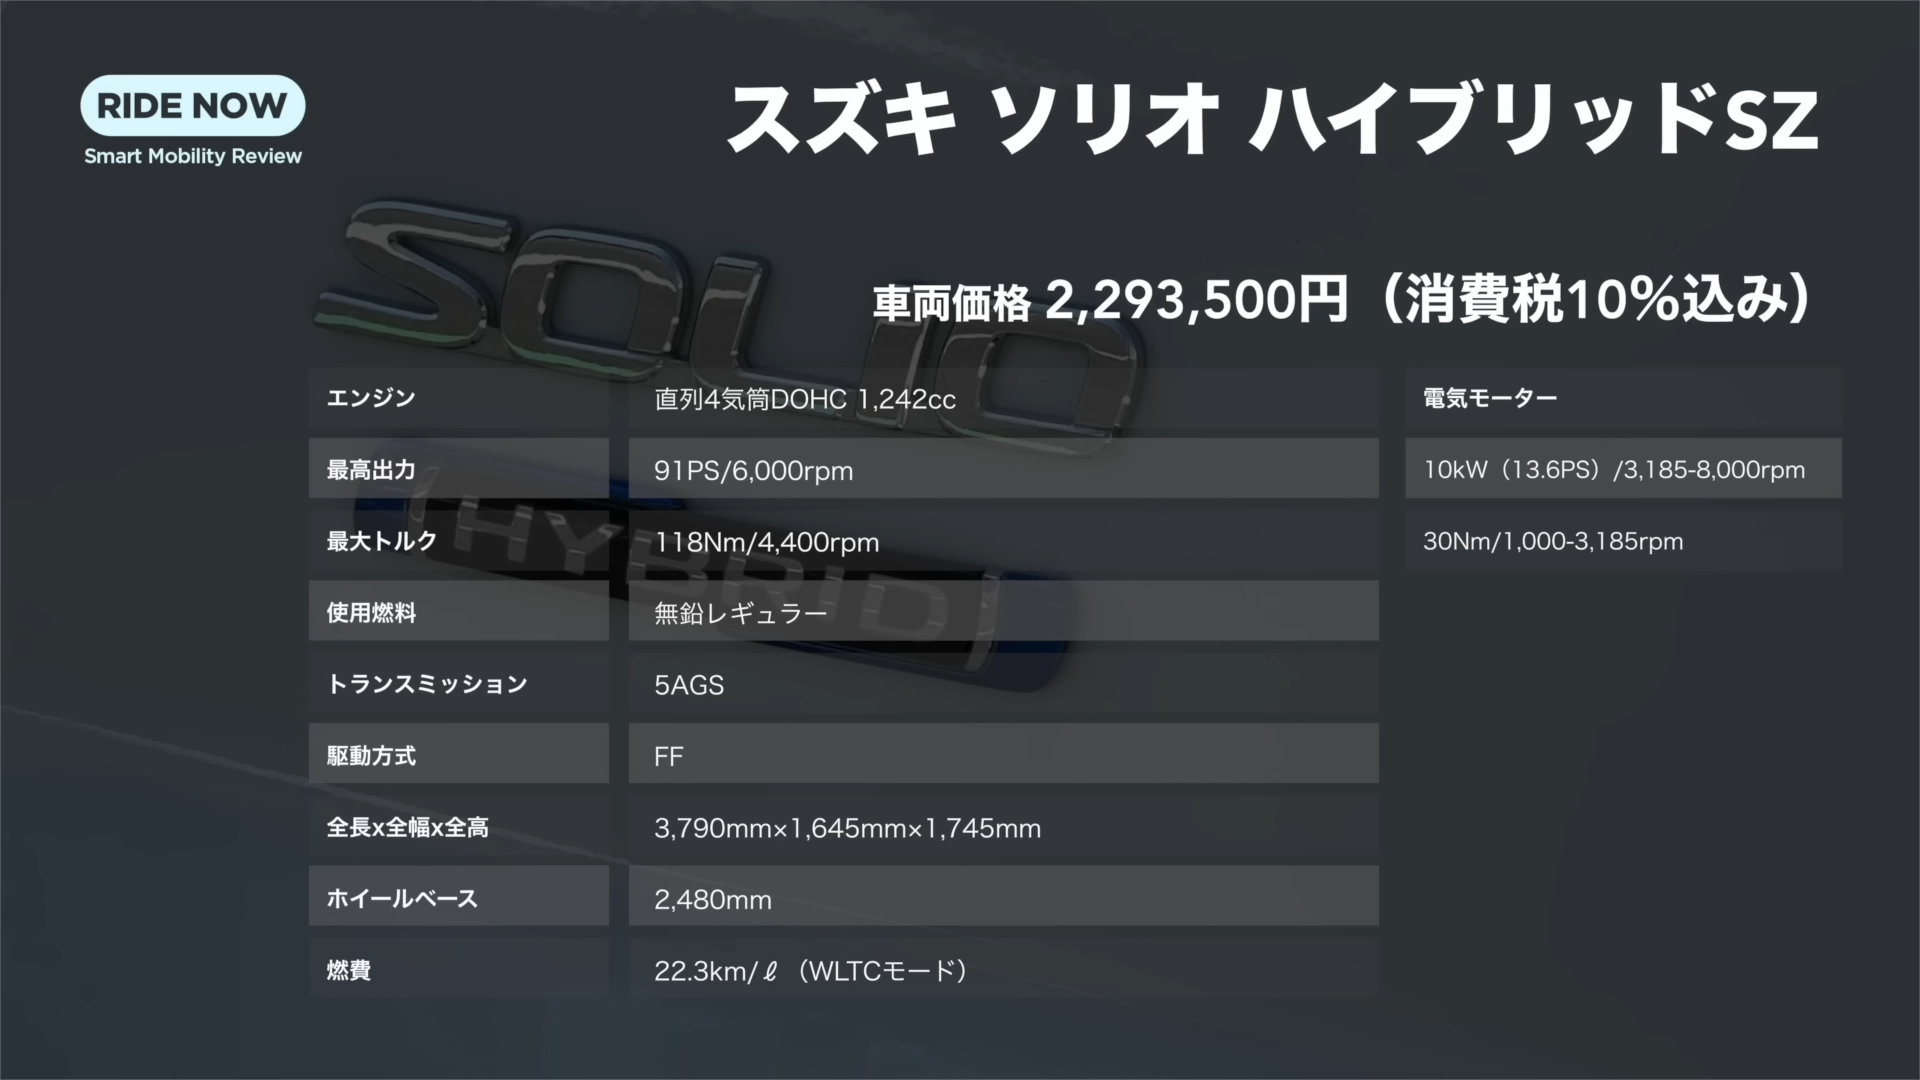 RIDE NOW
Smart Mobility Review
スズキ ソリオ ハイブリッドSZ
SOLIO
HYBRID
車両価格 2,293,500円（消費税10％込み）
エンジン 直列4気筒DOHC 1,242cc 電気モーター
最高出力 91PS/6,000rpm 10kW（13.6PS）/3,185-8,000rpm
最大トルク 118Nm/4,400rpm 30Nm/1,000-3,185rpm
使用燃料 無鉛レギュラー
トランスミッション 5AGS
駆動方式 FF
全長x全幅x全高 3,790mm×1,645mm×1,745mm
ホイールベース 2,480mm
燃費 22.3km/ℓ（WLTCモード）